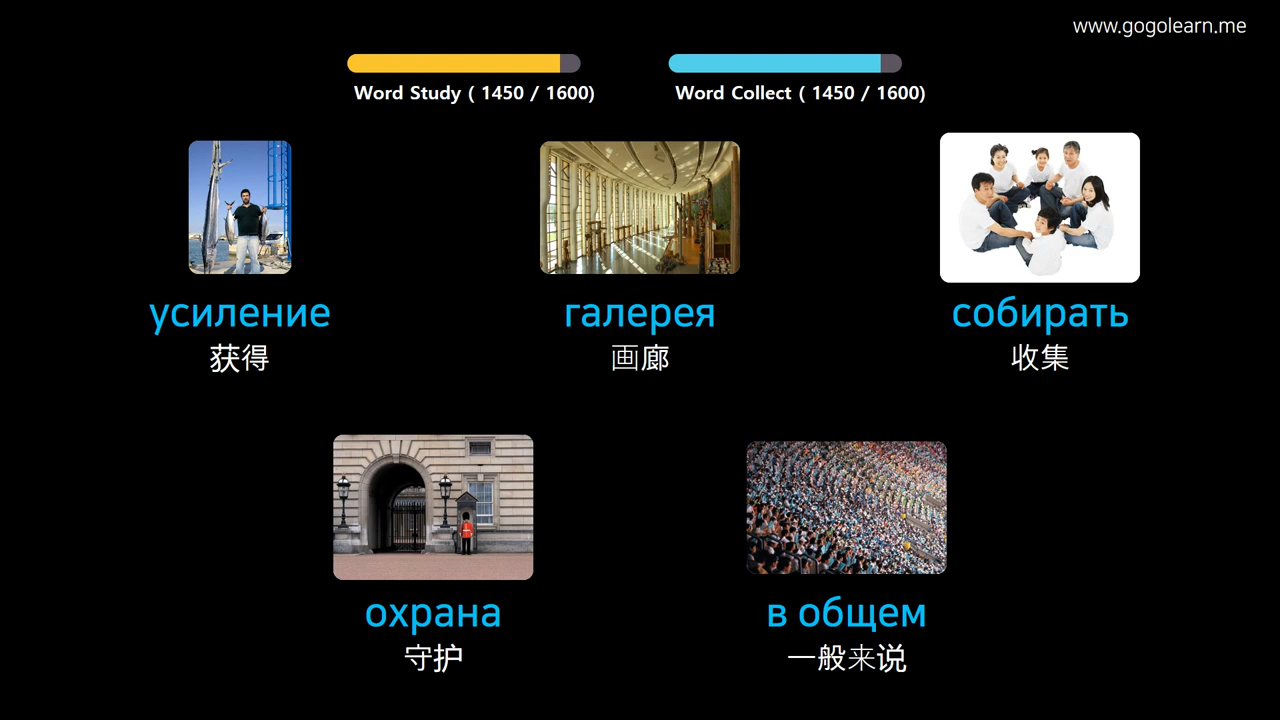 www.gogolearn.me
Word Study ( 1450 / 1600)
Word Collect ( 1450 / 1600)
усиление
获得
галерея
画廊
собирать
收集
охрана
守护
в общем
一般来说